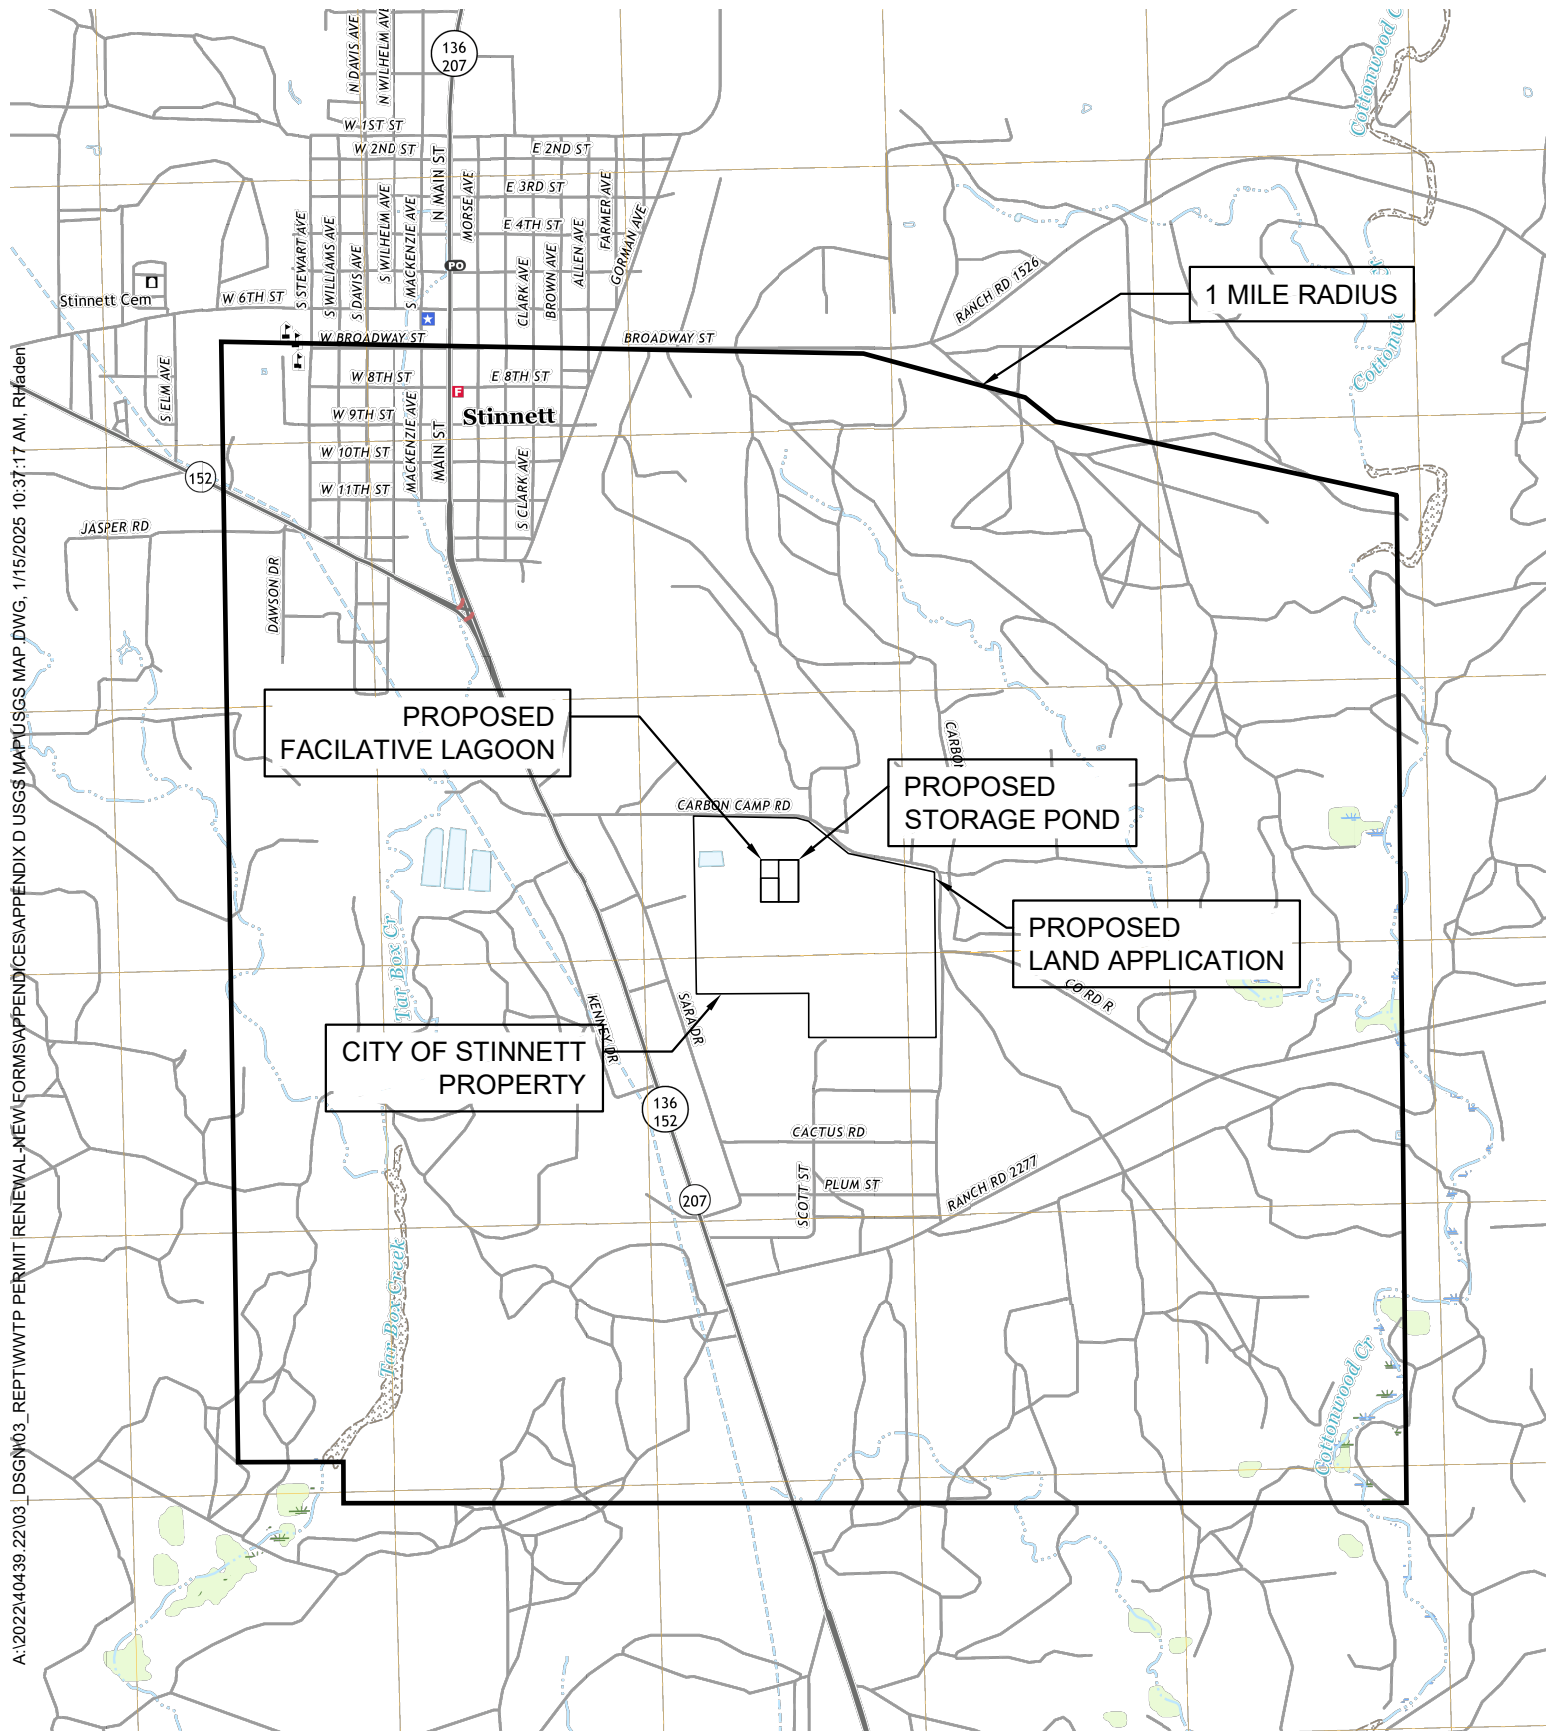 N DAVIS AVE
N WILHELM AVE
136
207
Cottonwood C
W 1ST ST
W 2ND ST
N MAIN ST
E 2ND ST
MORSE AVE
E 3RD ST
E 4TH ST
FARMER AVE
GORMAN AVE
ALLEN AVE
BROWN AVE
CLARK AVE
S STEWART AVE
S WILLIAMS AVE
S DAVIS AVE
S WILHELM AVE
S MACKENZIE AVE
PO
Stinnett Cem
W 6TH ST
RANCH RD 1526
1 MILE RADIUS
W BROADWAY ST
BROADWAY ST
S ELM AVE
W 8TH ST
E 8TH ST
F
W 9TH ST
Stinnett
MACKENZIE AVE
MAIN ST
W 10TH ST
W 11TH ST
S CLARK AVE
152
JASPER RD
DAWSON DR
PROPOSED
FACILATIVE LAGOON
CARBON CAMP RD
PROPOSED
STORAGE POND
PROPOSED
LAND APPLICATION
CO RD R
Tar Box Cr
KENNEY DR
SARA DR
CITY OF STINNETT
PROPERTY
136
152
CACTUS RD
PLUM ST
SCOTT ST
RANCH RD 2277
207
Tar Box Creek
Cottonwood Cr
A:\2022\40439.22\03_DSGN\03_REPT\WWTP PERMIT RENEWAL-NEW FORMS\APPENDICES\APPENDIX D USGS MAP\USGS MAP.DWG, 1/15/2025 10:37:17 AM, RHaden